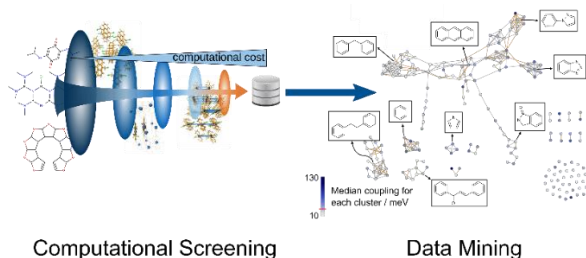 computational cost
130
10
Median coupling for
each cluster / meV
Computational Screening
Data Mining